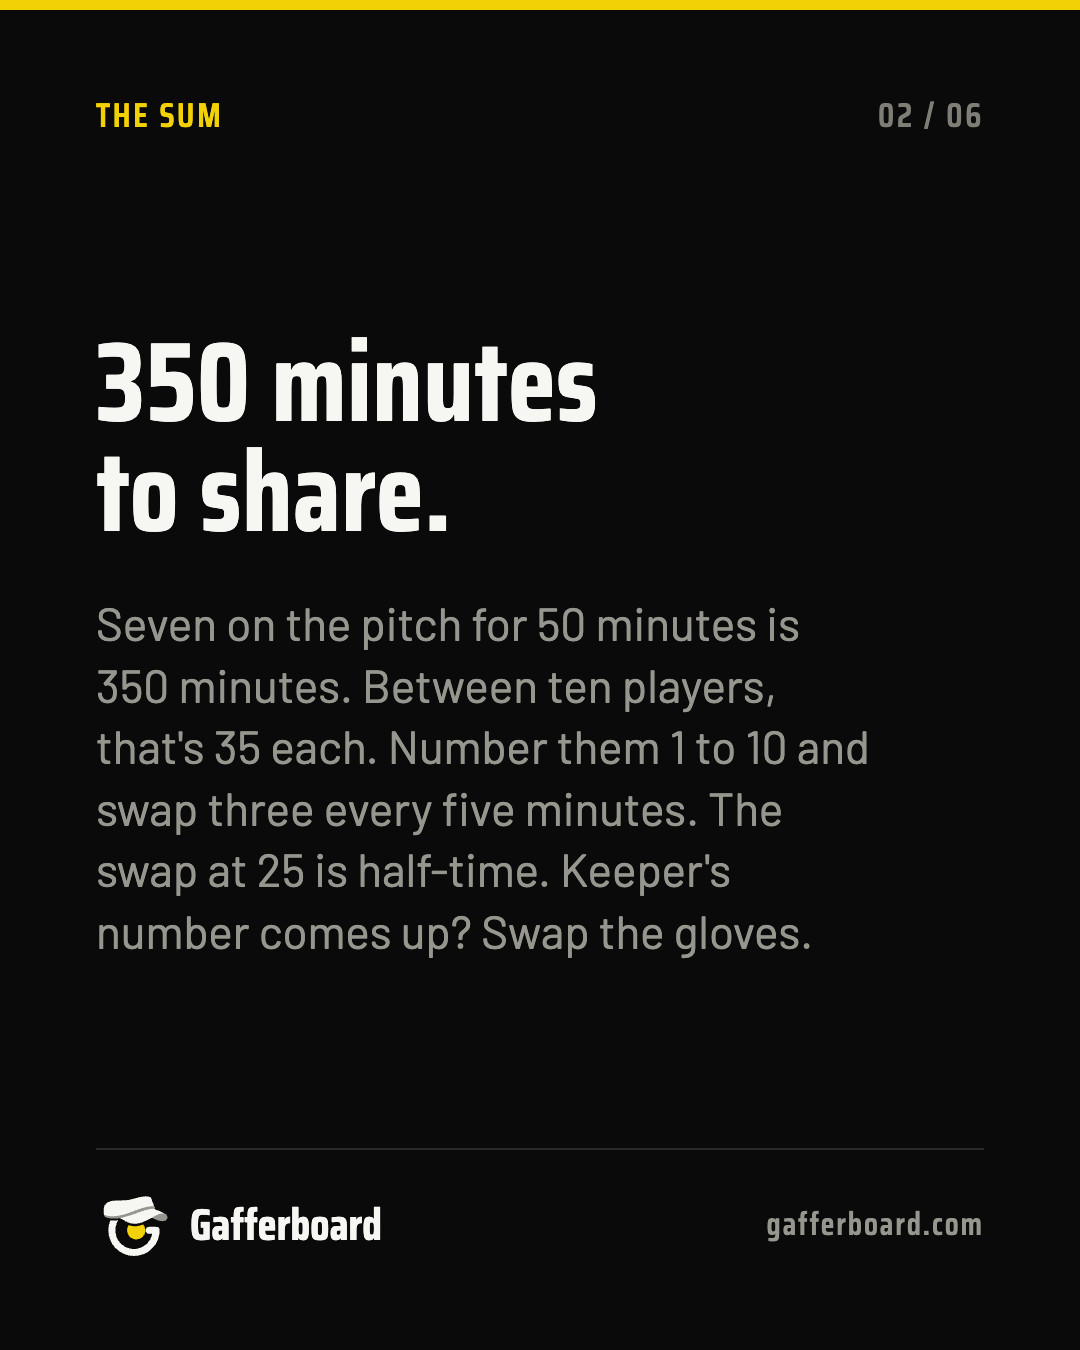 THE SUM
02 / 06
350 minutes
to share.
Seven on the pitch for 50 minutes is
350 minutes. Between ten players,
that's 35 each. Number them 1 to 10 and
swap three every five minutes. The
swap at 25 is half-time. Keeper's
number comes up? Swap the gloves.
Gafferboard
gafferboard.com